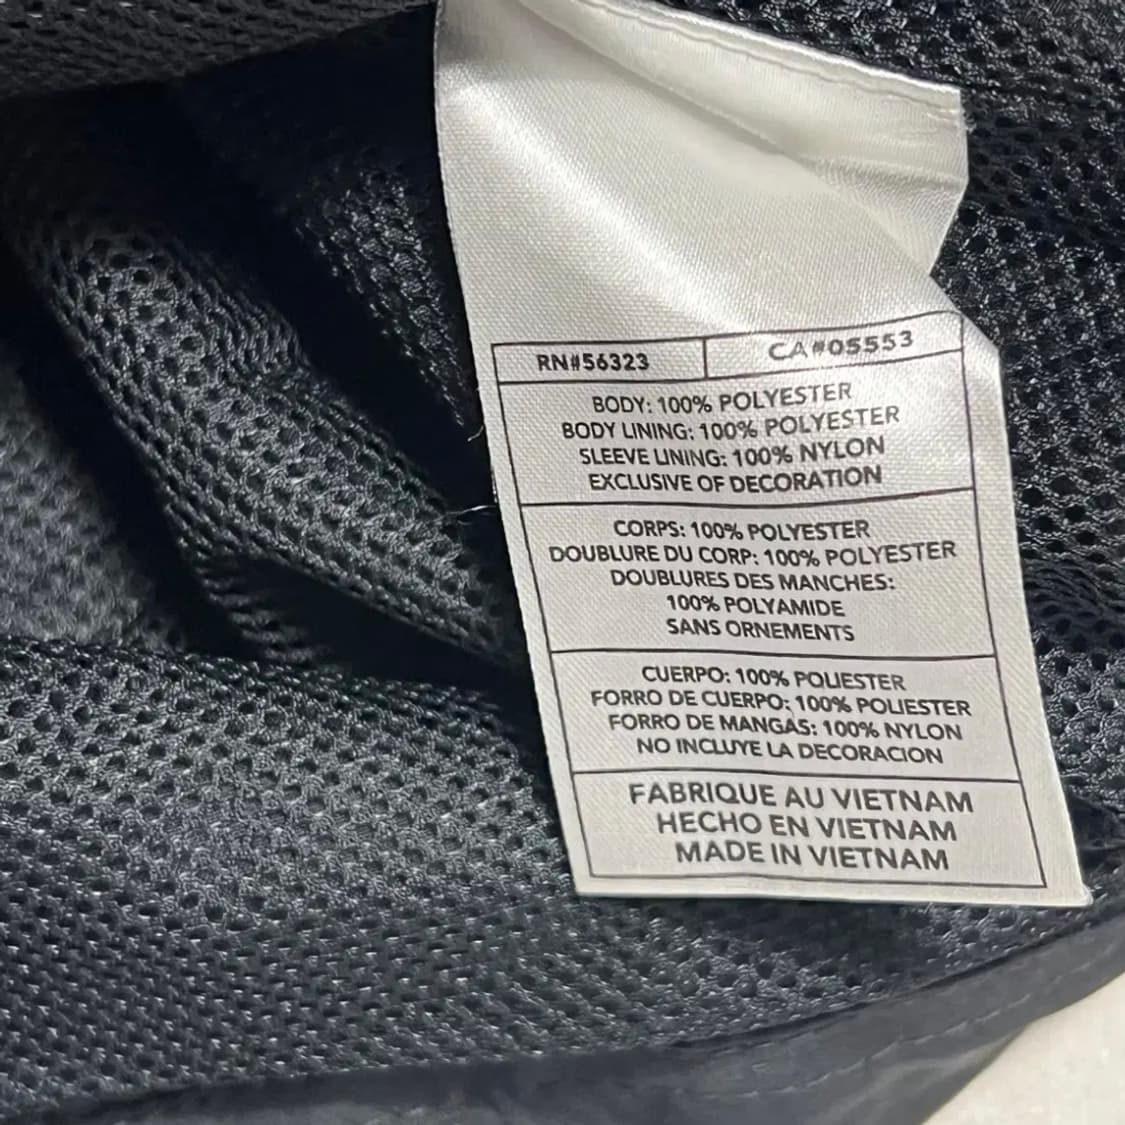 RN#56323 CA#05553
BODY: 100% POLYESTER
BODY LINING: 100% POLYESTER
SLEEVE LINING: 100% NYLON
EXCLUSIVE OF DECORATION
CORPS: 100% POLYESTER
DOUBLURE DU CORP: 100% POLYESTER
DOUBLURES DES MANCHES:
100% POLYAMIDE
SANS ORNEMENTS
CUERPO: 100% POLIESTER
FORRO DE CUERPO: 100% POLIESTER
FORRO DE MANGAS: 100% NYLON
NO INCLUYE LA DECORACION
FABRIQUE AU VIETNAM
HECHO EN VIETNAM
MADE IN VIETNAM